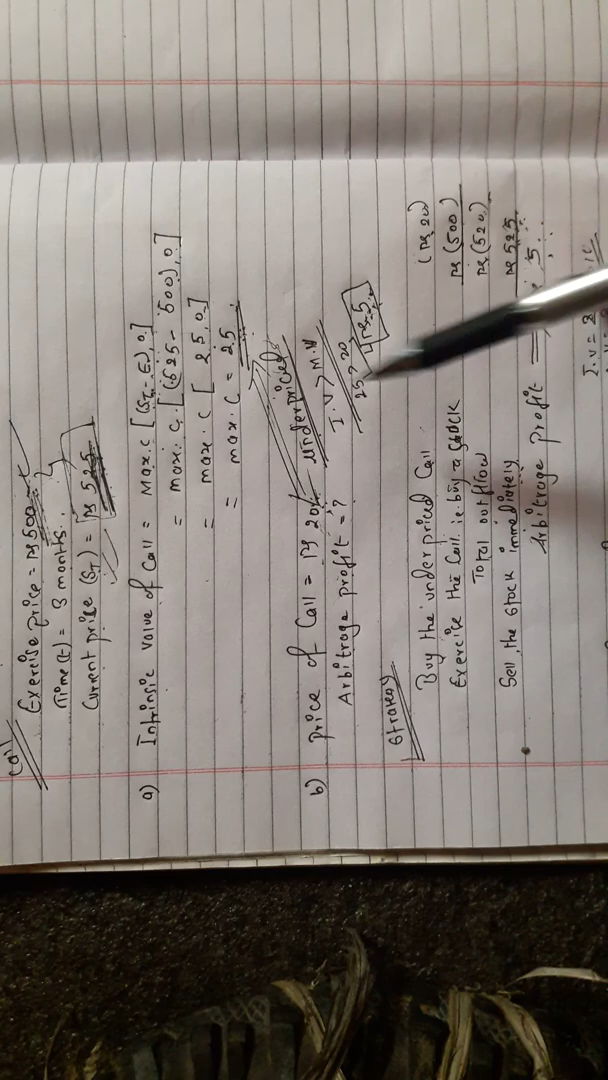 Call
Exercise price = Rs 500
Time(t) = 3 months.
Current price (S_T) = Rs 525
a) Intrinsic value of Call = Max.C [(S_T - E), 0]
= max. C. [(525 - 500), 0]
= max. C [ 25, 0]
= max. C = 25
b) price of Call = Rs 20/- underpriced
I.V > M.V
Arbitrage profit = ?
25 > 20
Rs. 5
Strategy
Buy the underpriced Call (Rs 20)
Exercise the Call i.e. buy a stock Rs (500)
Total outflow Rs (520)
Sell the stock immediately Rs 525
Arbitrage profit 5
I.V =